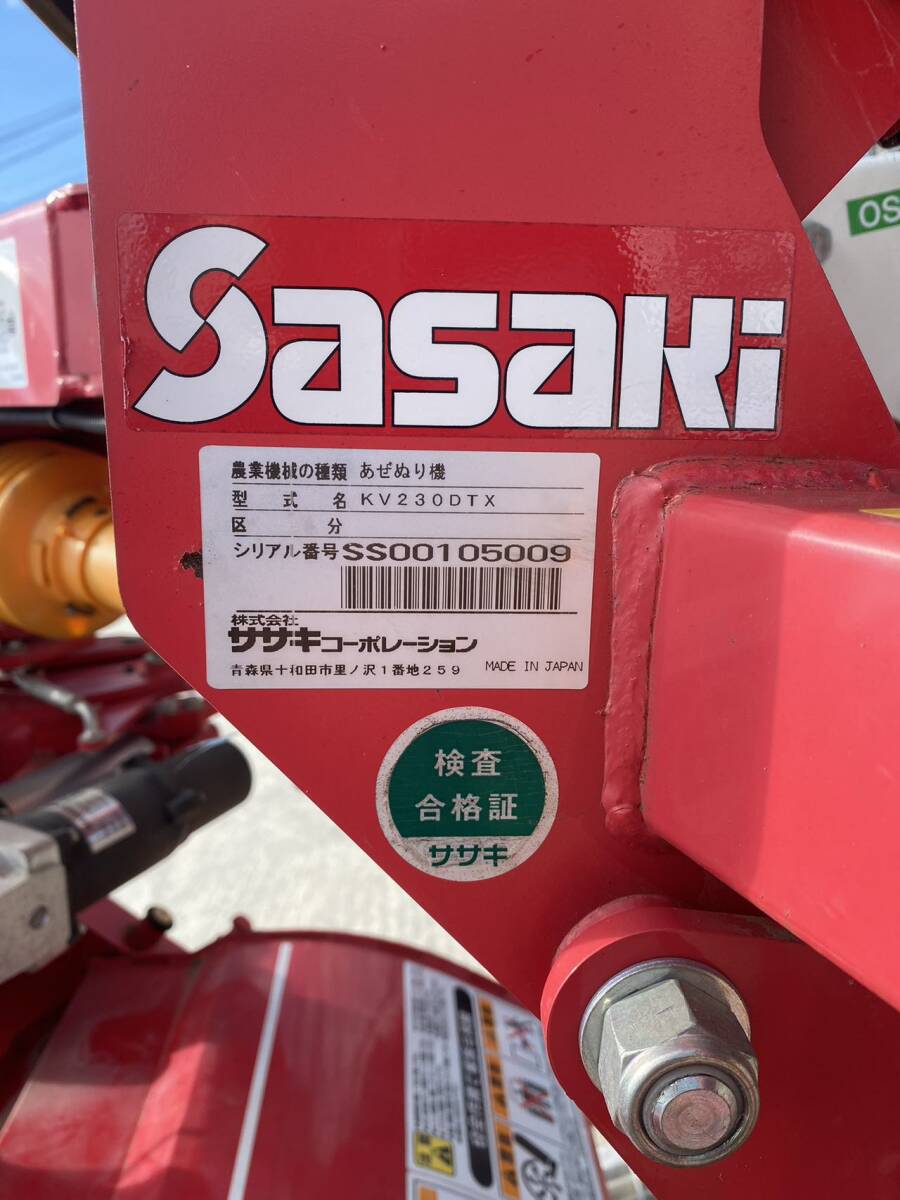 OS
Sasaki
農業機械の種類 あぜぬり機
型式名 KV230DTX
区分
シリアル番号 SS00105009
株式会社
ササキコーポレーション
青森県十和田市里ノ沢1番地259 MADE IN JAPAN
検査
合格証
ササキ